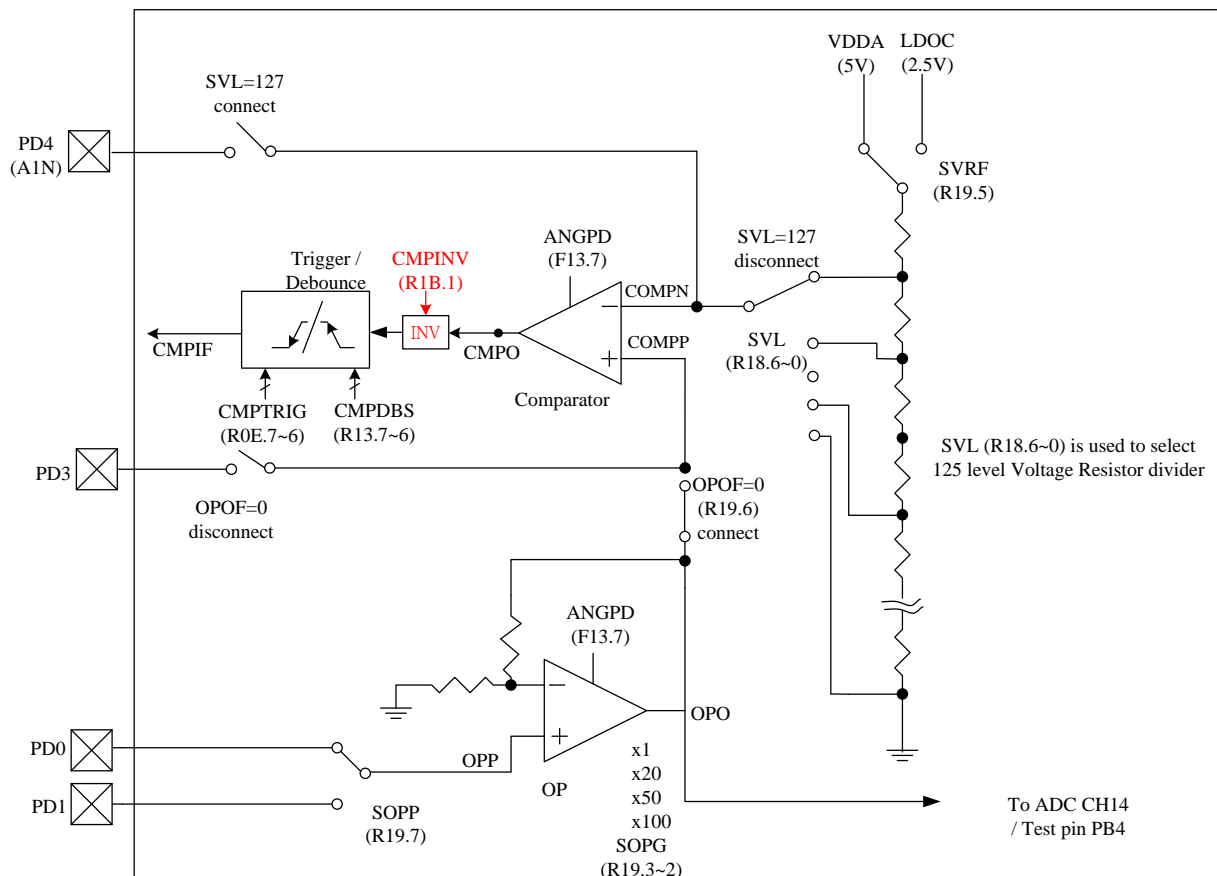 VDDA LDOC
(5V) (2.5V)
SVL=127
connect
PD4
(A1N)
SVRF
(R19.5)
ANGPD
(F13.7)
SVL=127
disconnect
Trigger /
Debounce
CMPINV
(R1B.1)
COMPN
INV
CMPIF
CMPO
COMPP
SVL
(R18.6~0)
Comparator
CMPTRIG
(R0E.7~6)
CMPDBS
(R13.7~6)
SVL (R18.6~0) is used to select
125 level Voltage Resistor divider
PD3
OPOF=0
disconnect
OPOF=0
(R19.6)
connect
ANGPD
(F13.7)
OPO
PD0
OPP
OP
x1
x20
x50
x100
SOPG
(R19.3~2)
PD1
SOPP
(R19.7)
To ADC CH14
/ Test pin PB4